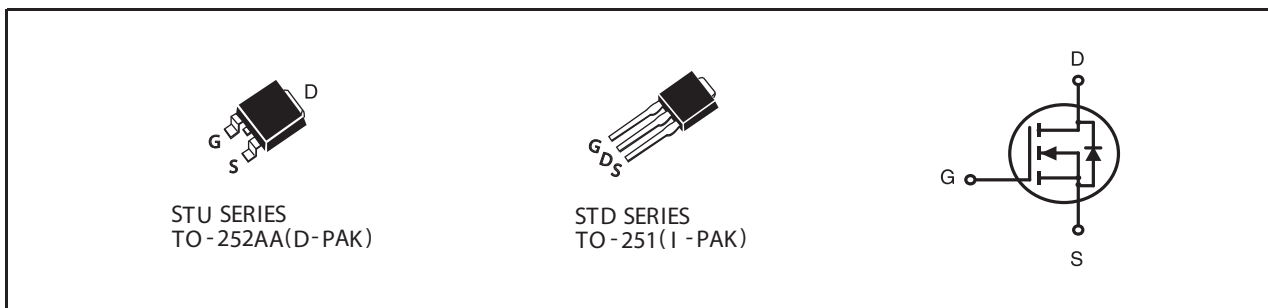 D
G
S
STU SERIES
TO-252AA(D-PAK)
G
D
S
STD SERIES
TO-251(I-PAK)
D
G
S